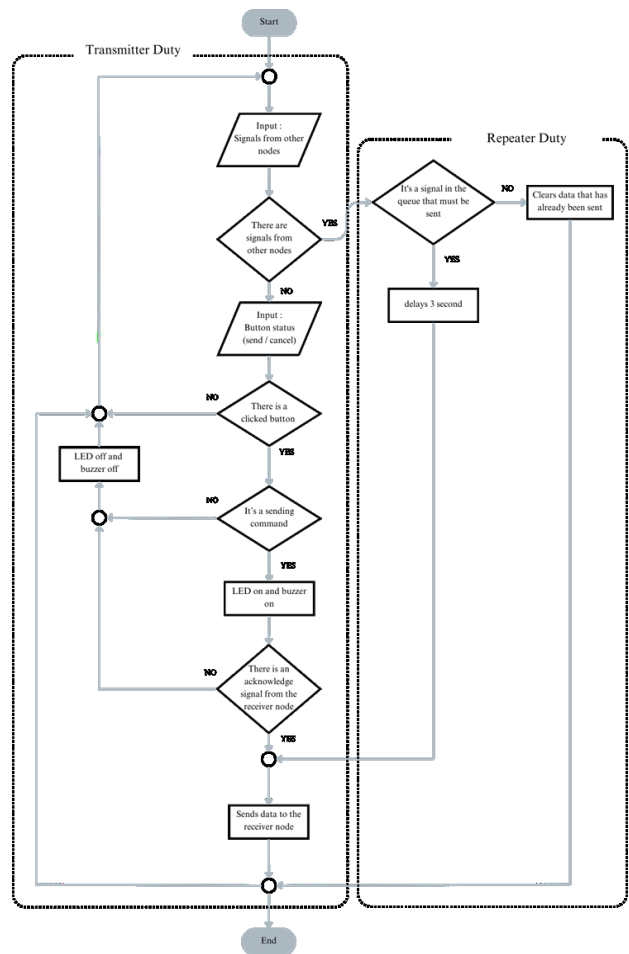 Start
Transmitter Duty
Input :
Signals from other
nodes
Repeater Duty
There are
signals from
other nodes
YES
It's a signal in the
queue that must be
sent
NO
Clears data that has
already been sent
YES
delays 3 second
NO
Input :
Button status
(send / cancel)
NO
There is a
clicked button
YES
LED off and
buzzer off
NO
It's a sending
command
YES
LED on and buzzer
on
NO
There is an
acknowledge
signal from the
receiver node
YES
Sends data to the
receiver node
End